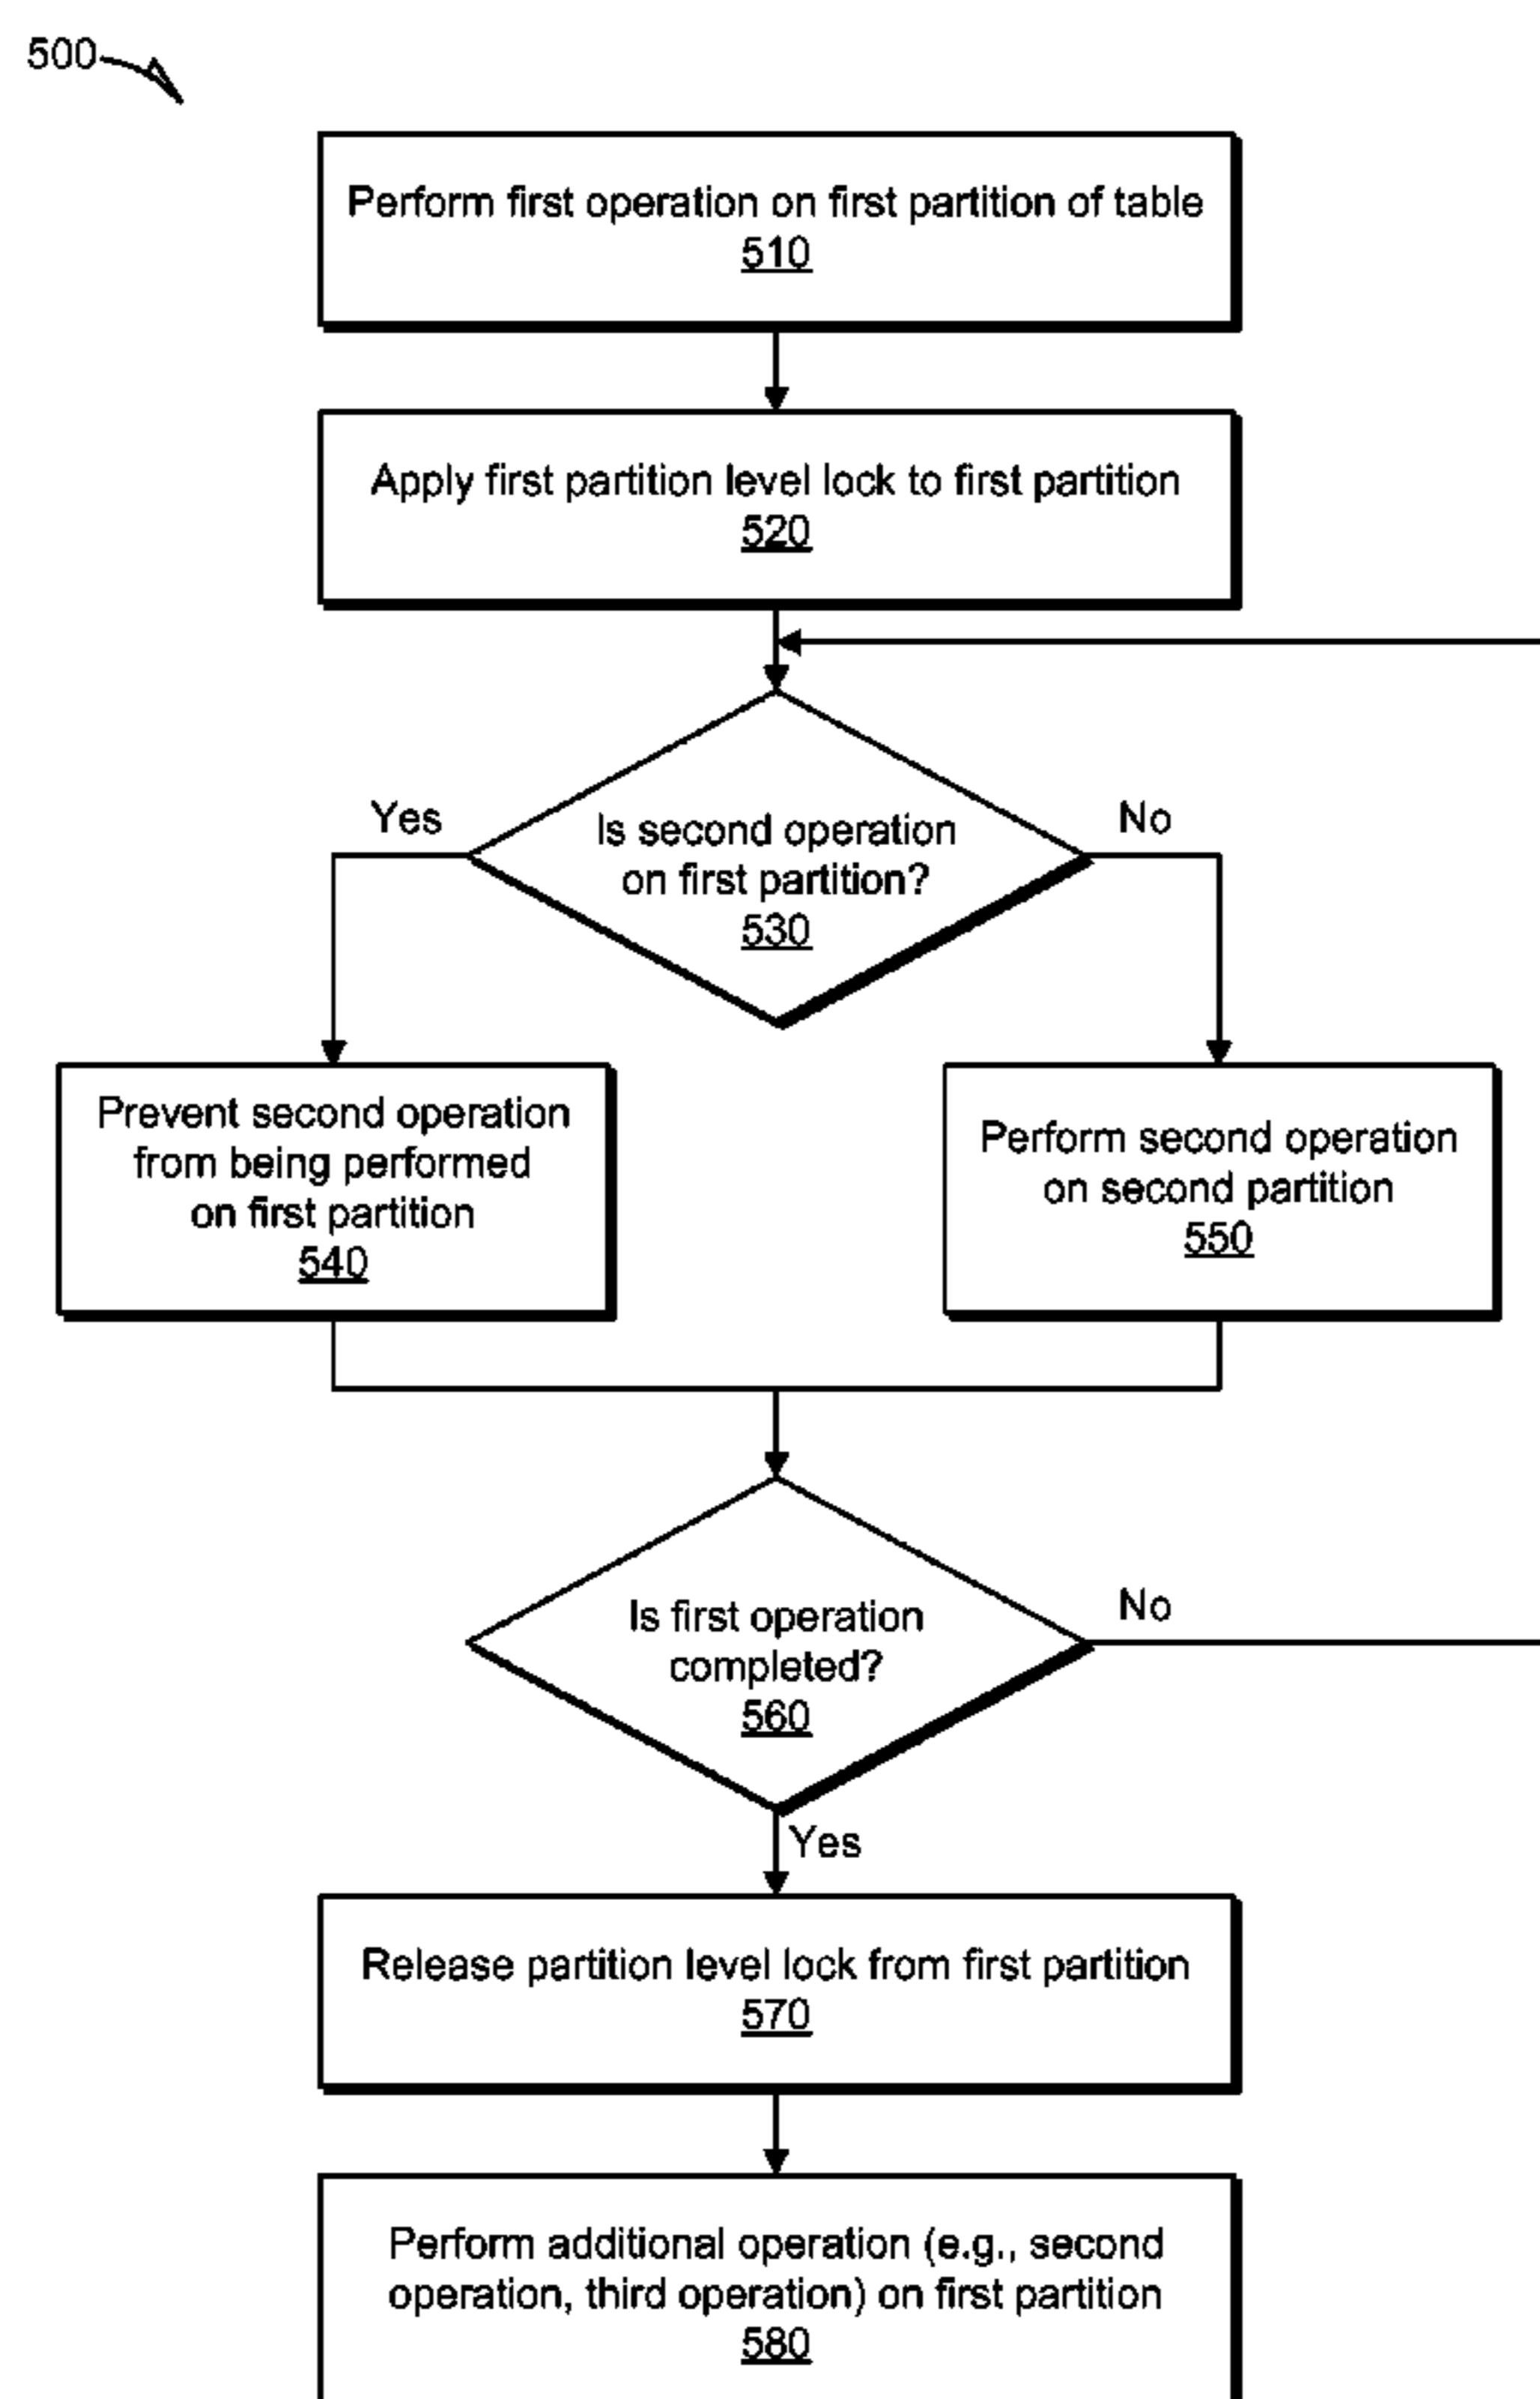 500
Perform first operation on first partition of table
510
Apply first partition level lock to first partition
520
Yes
No
Is second operation
on first partition?
530
Prevent second operation
from being performed
on first partition
540
Perform second operation
on second partition
550
No
Is first operation
completed?
560
Yes
Release partition level lock from first partition
570
Perform additional operation (e.g., second
operation, third operation) on first partition
580